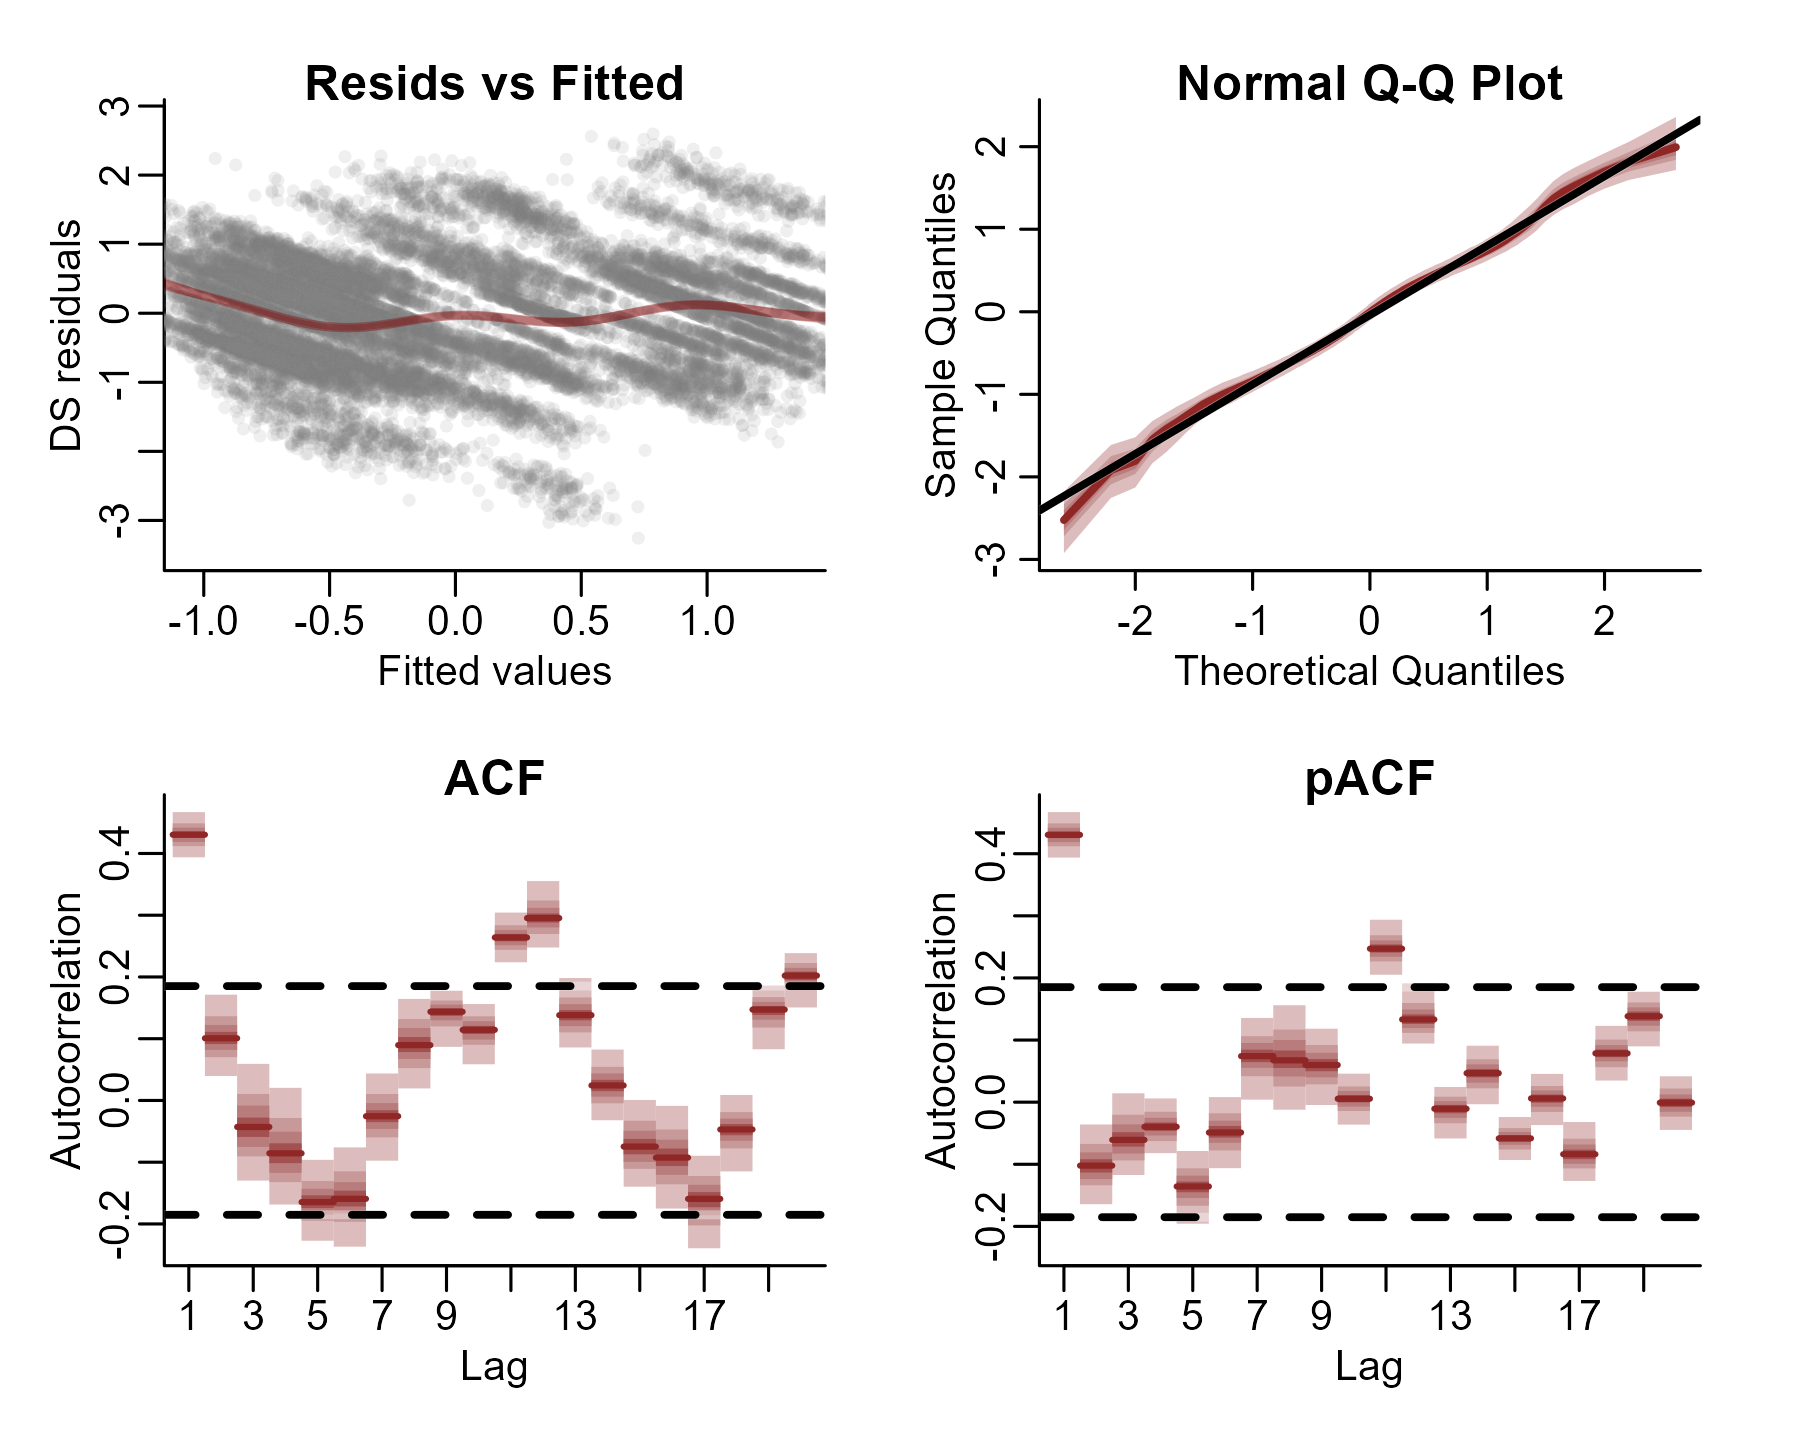 Resids vs Fitted
DS residuals
3
2
1
0
-1
-3
-1.0 -0.5 0.0 0.5 1.0
Fitted values
Normal Q-Q Plot
Sample Quantiles
2
1
0
-1
-2
-3
-2 -1 0 1 2
Theoretical Quantiles
ACF
Autocorrelation
0.4
0.2
0.0
-0.2
1 3 5 7 9 13 17
Lag
pACF
Autocorrelation
0.4
0.2
0.0
-0.2
1 3 5 7 9 13 17
Lag